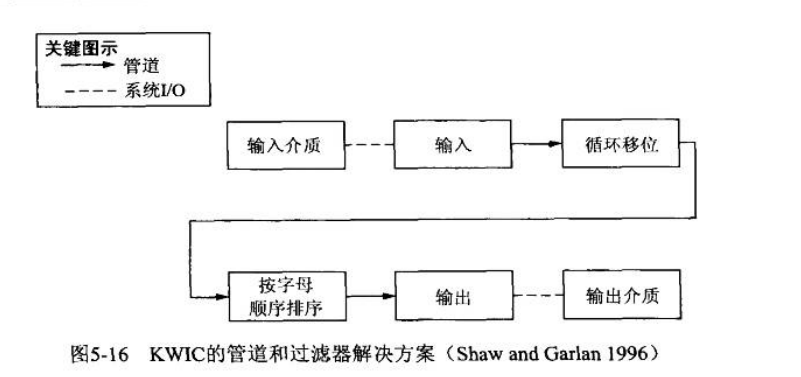 关键图示
管道
系统I/O
输入介质
输入
循环移位
按字母
顺序排序
输出
输出介质
图5-16 KWIC的管道和过滤器解决方案（Shaw and Garlan 1996）